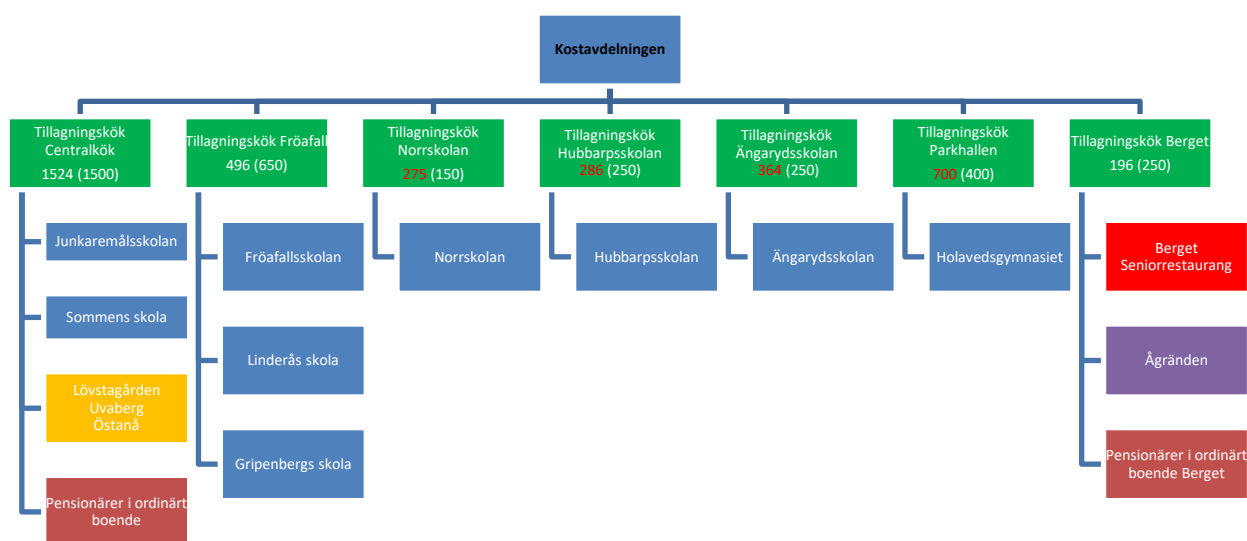 Kostavdelningen
Tillagningskök
Centralkök
1524 (1500)
Junkaremålsskolan
Sommens skola
Lövstagården
Uvaberg
Östanå
Pensionärer i ordinärt
boende
Tillagningskök Fröafall
496 (650)
Fröafallsskolan
Linderås skola
Gripenbergs skola
Tillagningskök
Norrskolan
275 (150)
Norrskolan
Tillagningskök
Hubbarpsskolan
286 (250)
Hubbarpsskolan
Tillagningskök
Ängarydsskolan
364 (250)
Ängarydsskolan
Tillagningskök
Parkhallen
700 (400)
Holavedsgymnasiet
Tillagningskök Berget
196 (250)
Berget
Seniorrestaurang
Ågränden
Pensionärer i ordinärt
boende Berget